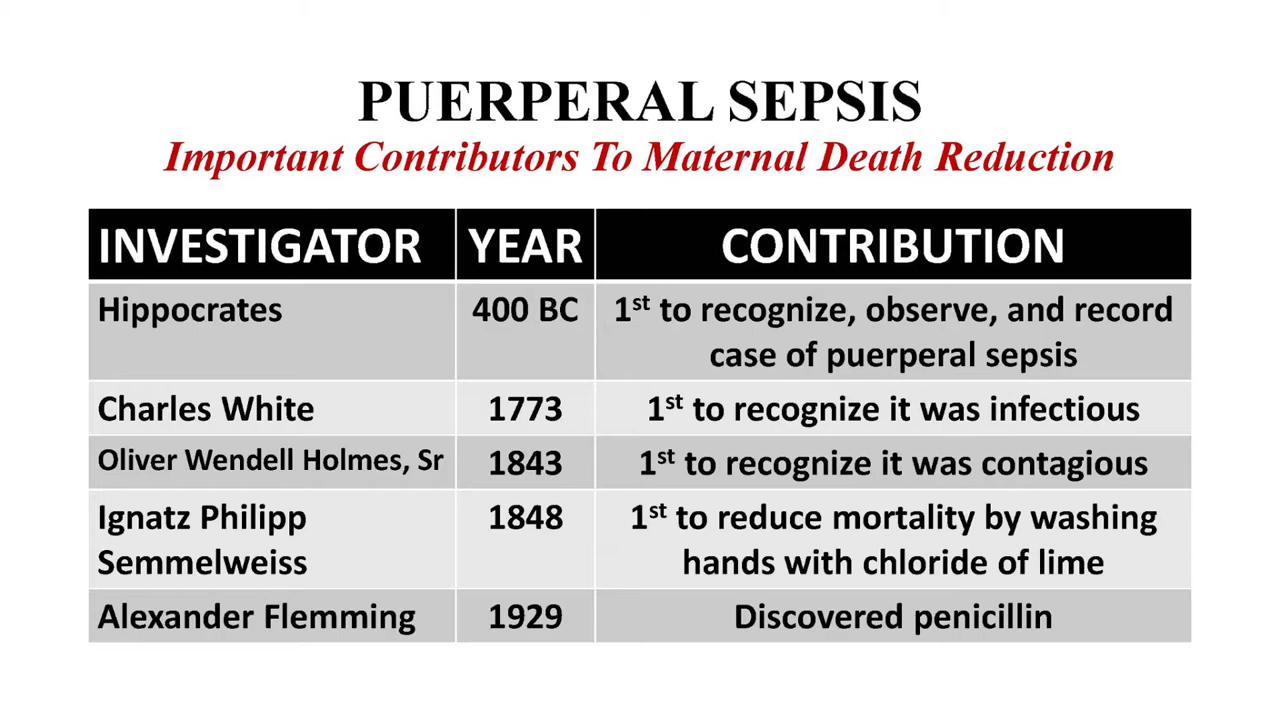 PUERPERAL SEPSIS
Important Contributors To Maternal Death Reduction
INVESTIGATOR YEAR CONTRIBUTION
Hippocrates 400 BC 1st to recognize, observe, and record
case of puerperal sepsis
Charles White 1773 1st to recognize it was infectious
Oliver Wendell Holmes, Sr 1843 1st to recognize it was contagious
Ignatz Philipp 1848 1st to reduce mortality by washing
Semmelweiss hands with chloride of lime
Alexander Flemming 1929 Discovered penicillin